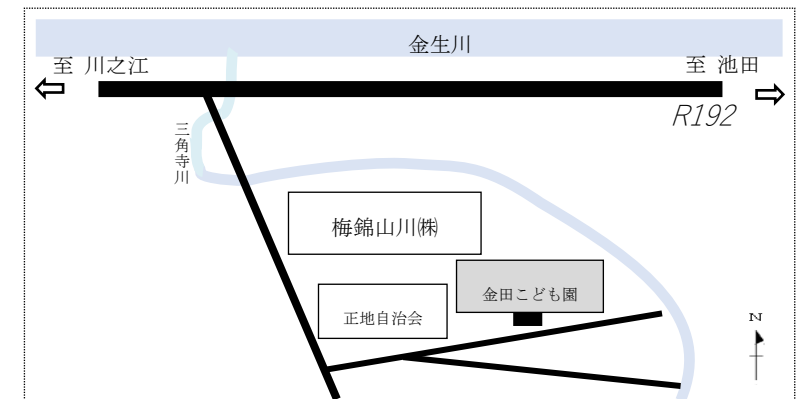 金生川
至 川之江
至 池田
R192
三角寺川
梅錦山川㈱
金田こども園
正地自治会
N